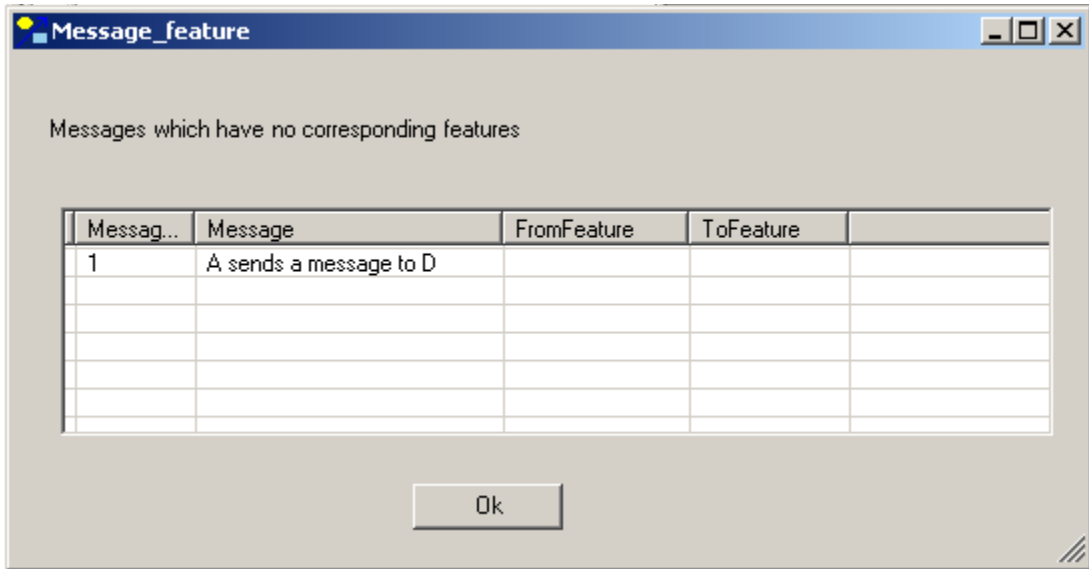 Message_feature
Messages which have no corresponding features
Messag... Message FromFeature ToFeature
1 A sends a message to D
Ok